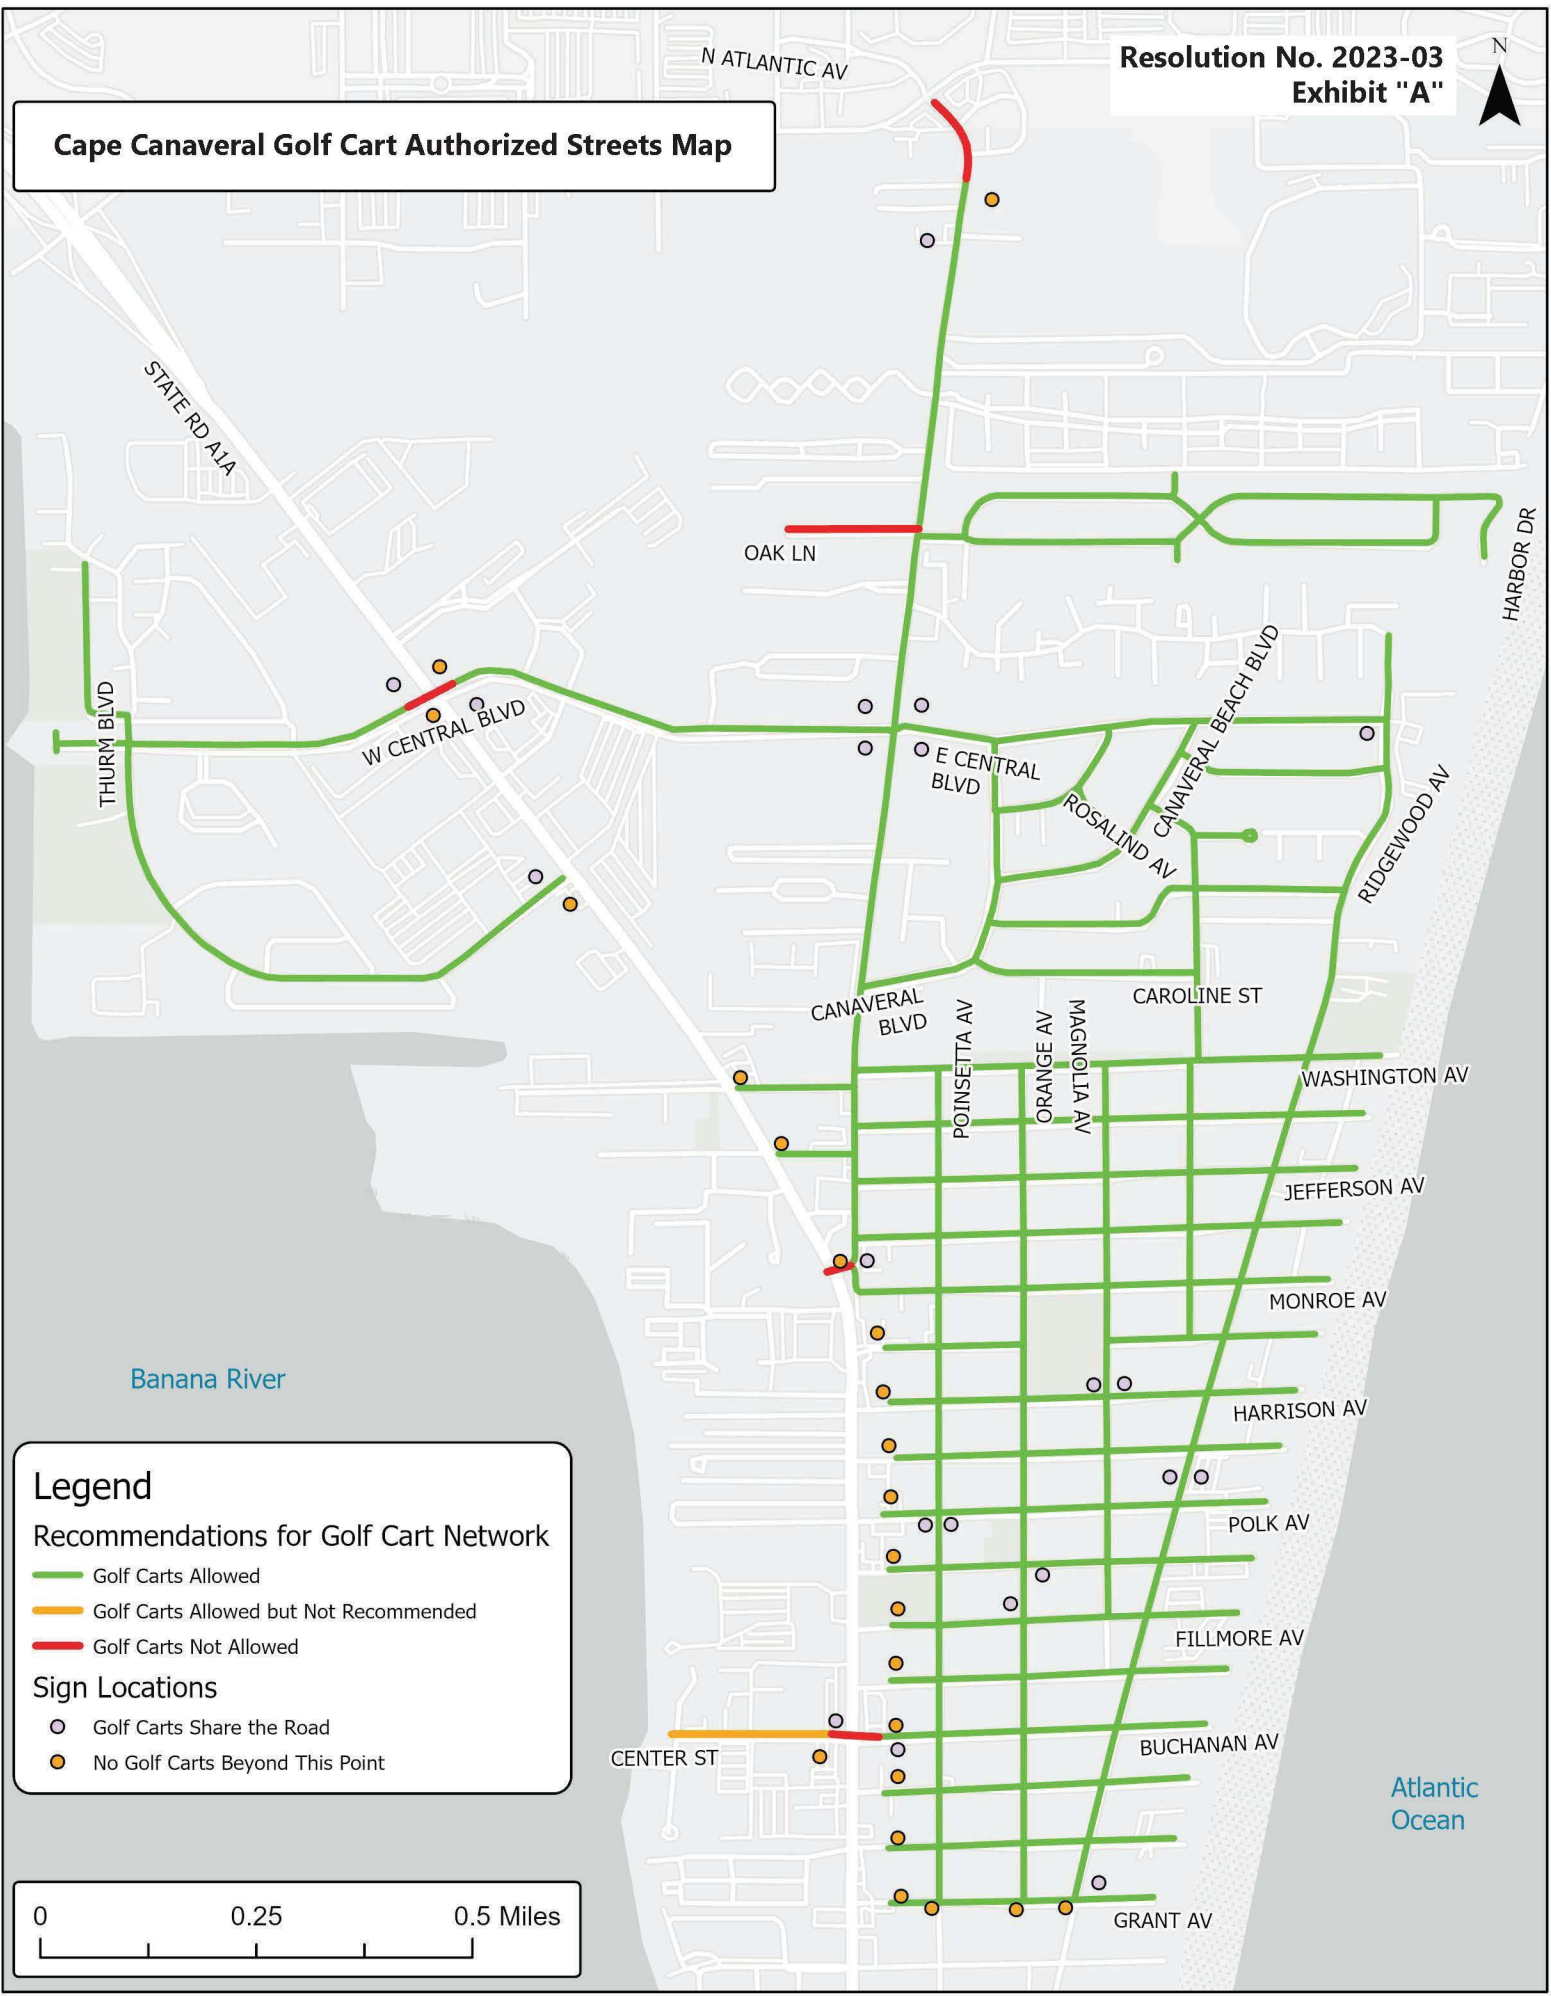 N ATLANTIC AV
Resolution No. 2023-03
Exhibit "A"
N
Cape Canaveral Golf Cart Authorized Streets Map
STATE RD A1A
OAK LN
HARBOR DR
THURM BLVD
W CENTRAL BLVD
E CENTRAL
BLVD
CANAVERAL BEACH BLVD
ROSALIND AV
RIDGEWOOD AV
CANAVERAL
BLVD
CAROLINE ST
POINSETTA AV
ORANGE AV
MAGNOLIA AV
WASHINGTON AV
JEFFERSON AV
MONROE AV
HARRISON AV
POLK AV
FILLMORE AV
CENTER ST
BUCHANAN AV
GRANT AV
Banana River
Atlantic
Ocean
Legend
Recommendations for Golf Cart Network
Golf Carts Allowed
Golf Carts Allowed but Not Recommended
Golf Carts Not Allowed
Sign Locations
Golf Carts Share the Road
No Golf Carts Beyond This Point
0 0.25 0.5 Miles